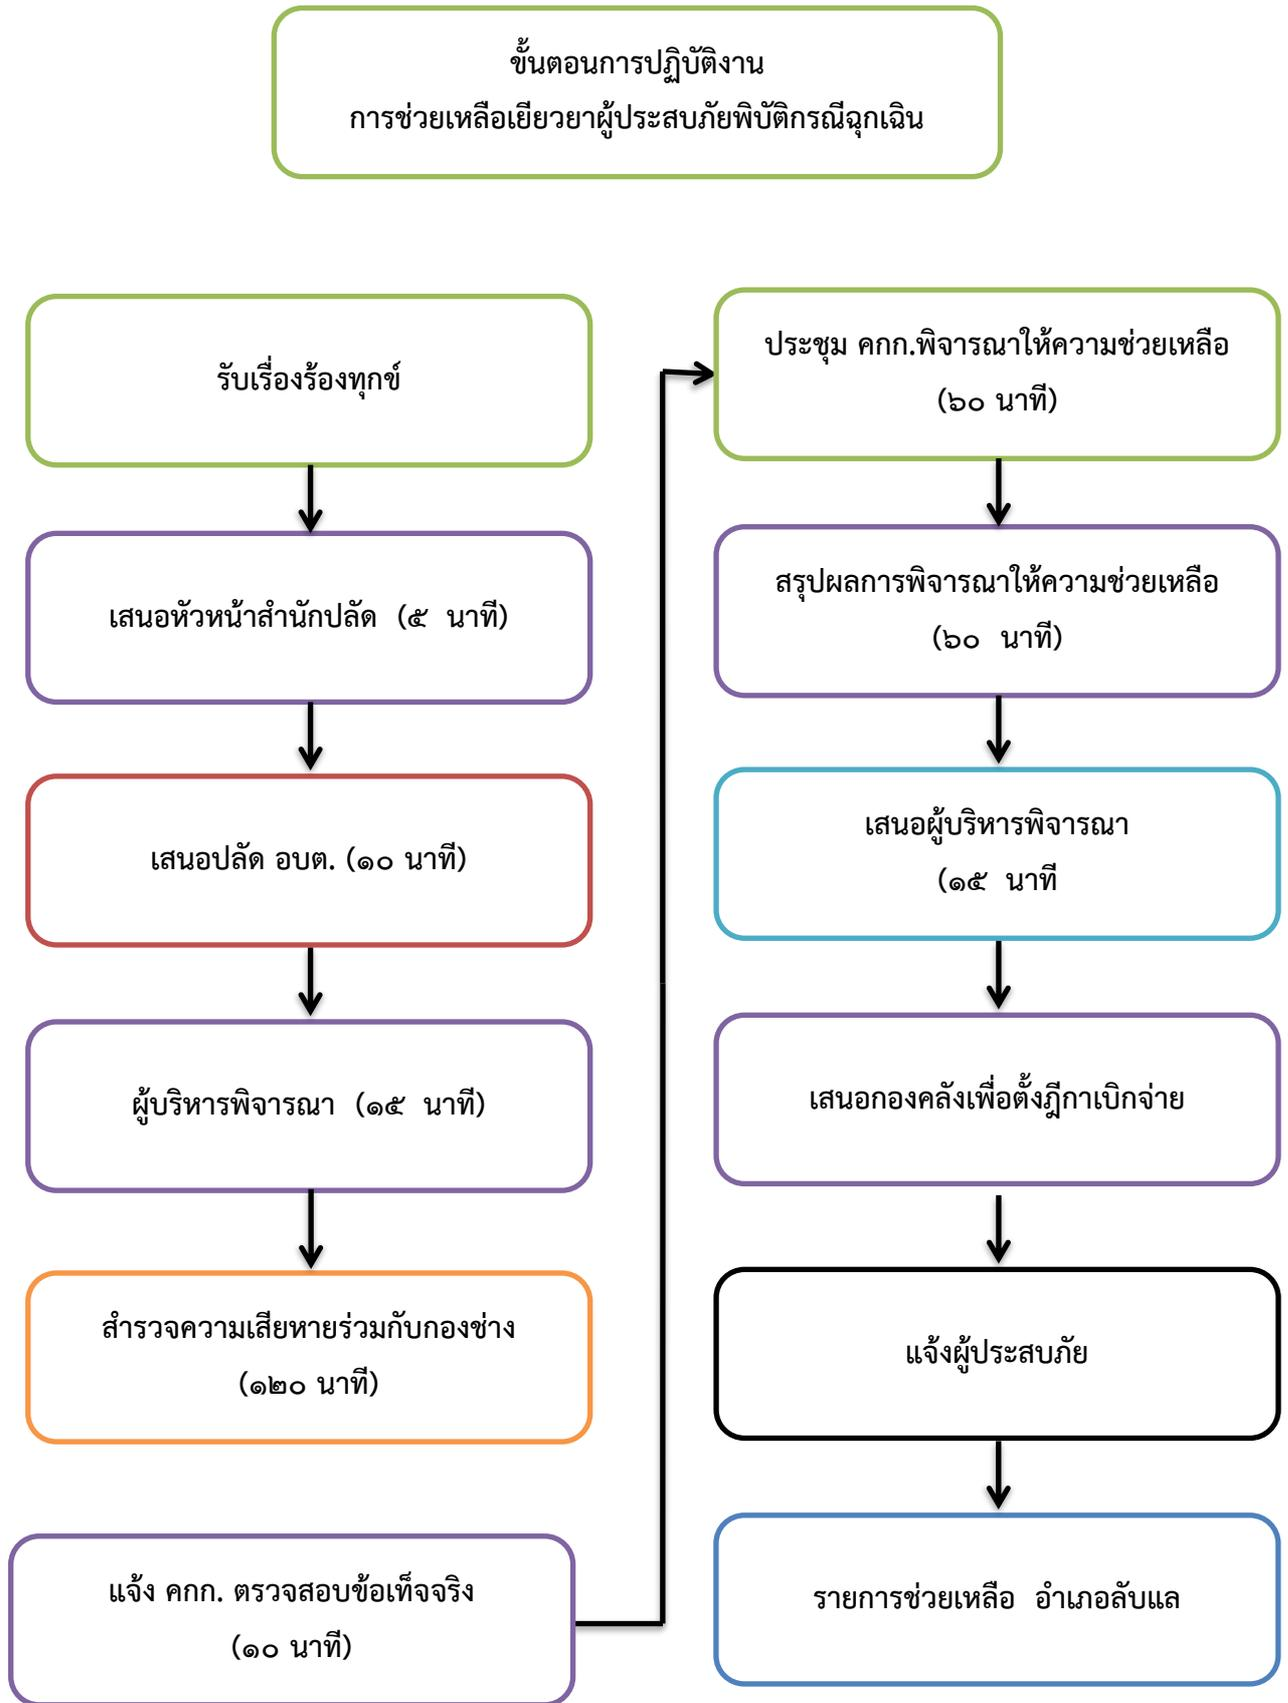 ขั้นตอนการปฏิบัติงาน
การช่วยเหลือเยียวยาผู้ประสบภัยพิบัติกรณีฉุกเฉิน
รับเรื่องร้องทุกข์
เสนอหัวหน้าสำนักปลัด (๕ นาที)
เสนอปลัด อบต. (๑๐ นาที)
ผู้บริหารพิจารณา (๑๕ นาที)
สำรวจความเสียหายร่วมกับกองช่าง
(๑๒๐ นาที)
แจ้ง คกก. ตรวจสอบข้อเท็จจริง
(๑๐ นาที)
ประชุม คกก.พิจารณาให้ความช่วยเหลือ
(๖๐ นาที)
สรุปผลการพิจารณาให้ความช่วยเหลือ
(๖๐ นาที)
เสนอผู้บริหารพิจารณา
(๑๕ นาที
เสนอกองคลังเพื่อตั้งฎีกาเบิกจ่าย
แจ้งผู้ประสบภัย
รายการช่วยเหลือ อำเภอลับแล